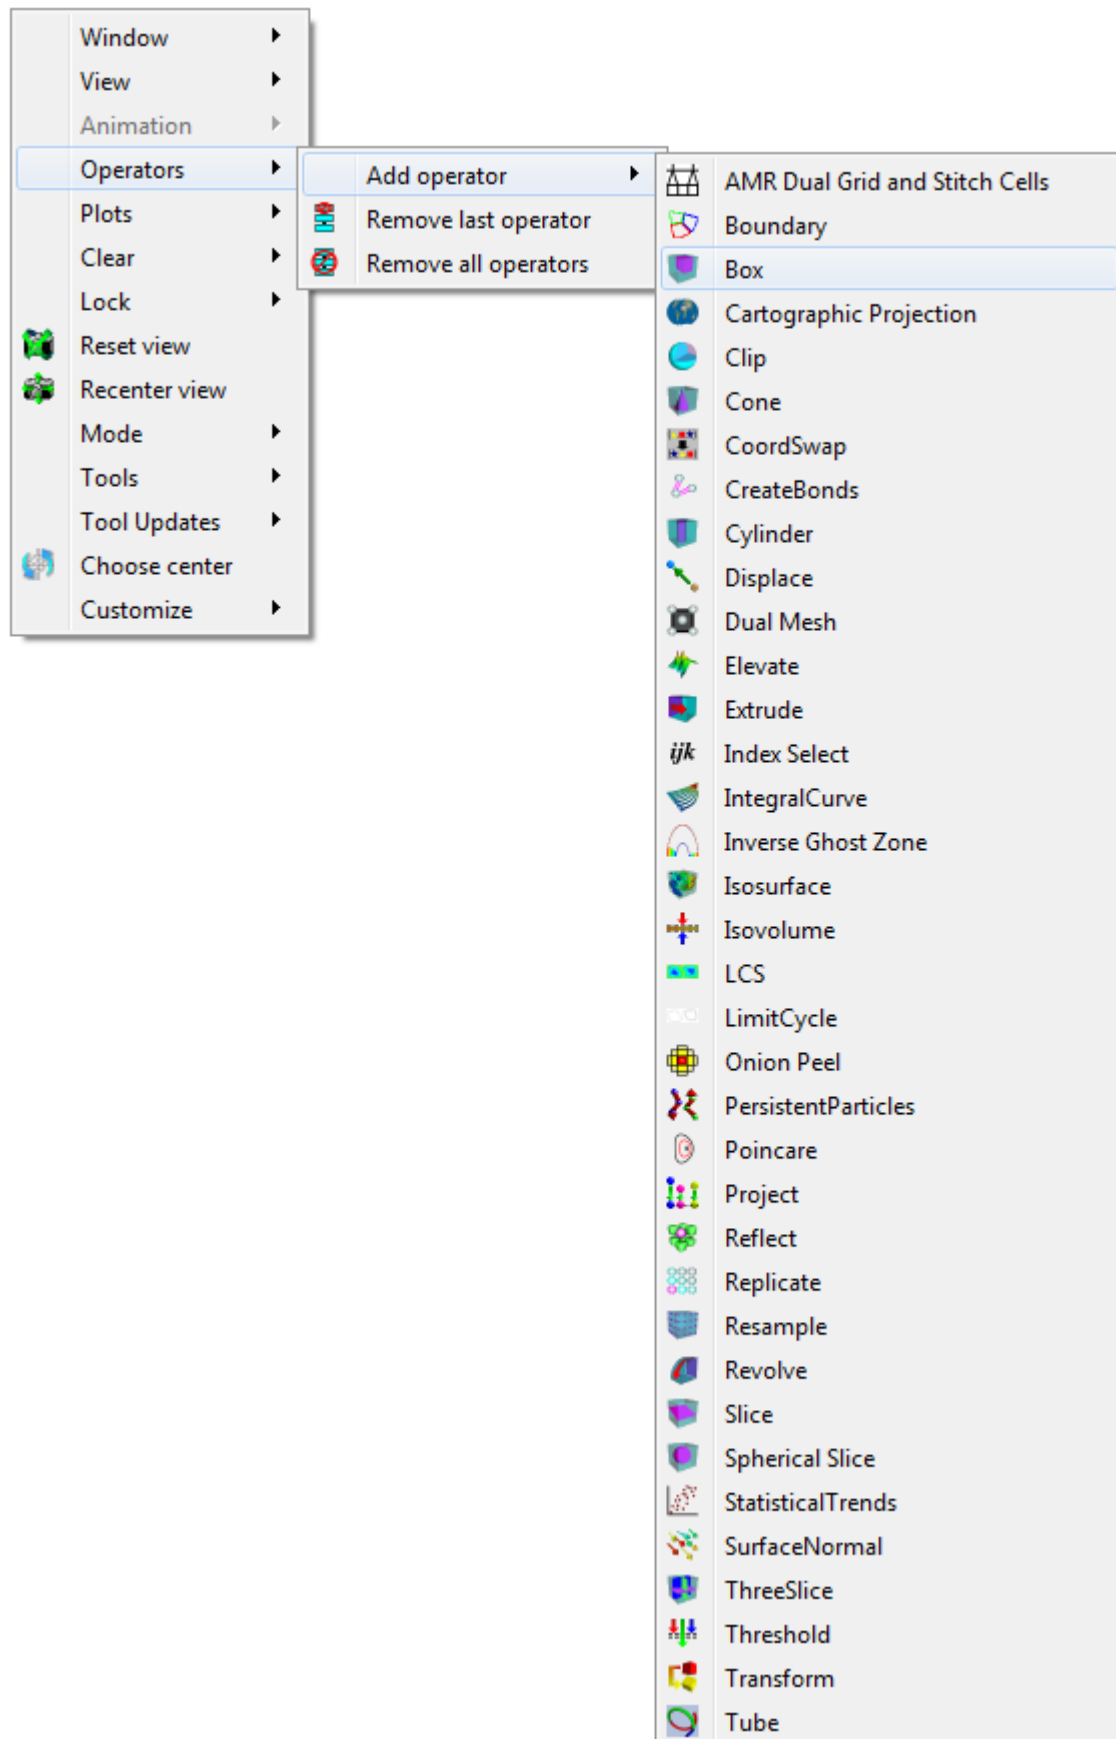 Window
View
Animation
Operators
Plots
Clear
Lock
Reset view
Recenter view
Mode
Tools
Tool Updates
Choose center
Customize
Add operator
Remove last operator
Remove all operators
AMR Dual Grid and Stitch Cells
Boundary
Box
Cartographic Projection
Clip
Cone
CoordSwap
CreateBonds
Cylinder
Displace
Dual Mesh
Elevate
Extrude
ijk Index Select
IntegralCurve
Inverse Ghost Zone
Isosurface
Isovolume
LCS
LimitCycle
Onion Peel
PersistentParticles
Poincare
Project
Reflect
Replicate
Resample
Revolve
Slice
Spherical Slice
StatisticalTrends
SurfaceNormal
ThreeSlice
Threshold
Transform
Tube